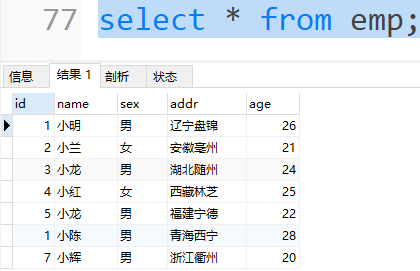 77 select * from emp;
信息 结果 1 剖析 状态
id name sex addr age
1 小明 男 辽宁盘锦 26
2 小兰 女 安徽亳州 21
3 小龙 男 湖北随州 24
4 小红 女 西藏林芝 25
5 小龙 男 福建宁德 22
1 小陈 男 青海西宁 28
7 小辉 男 浙江衢州 20